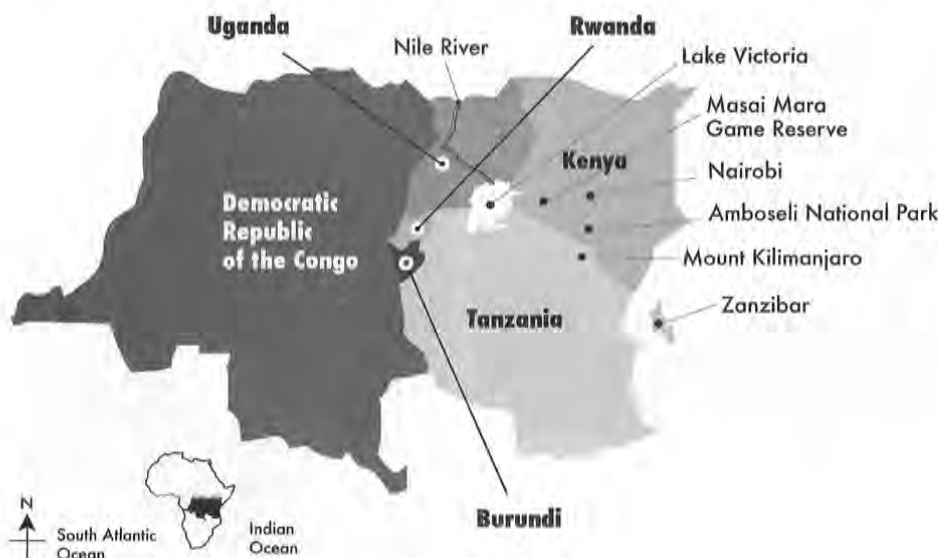 Uganda
Rwanda
Nile River
Lake Victoria
Masai Mara
Game Reserve
Kenya
Nairobi
Democratic
Republic
of the Congo
Amboseli National Park
Mount Kilimanjaro
Zanzibar
Tanzania
Burundi
N
South Atlantic
Ocean
Indian
Ocean